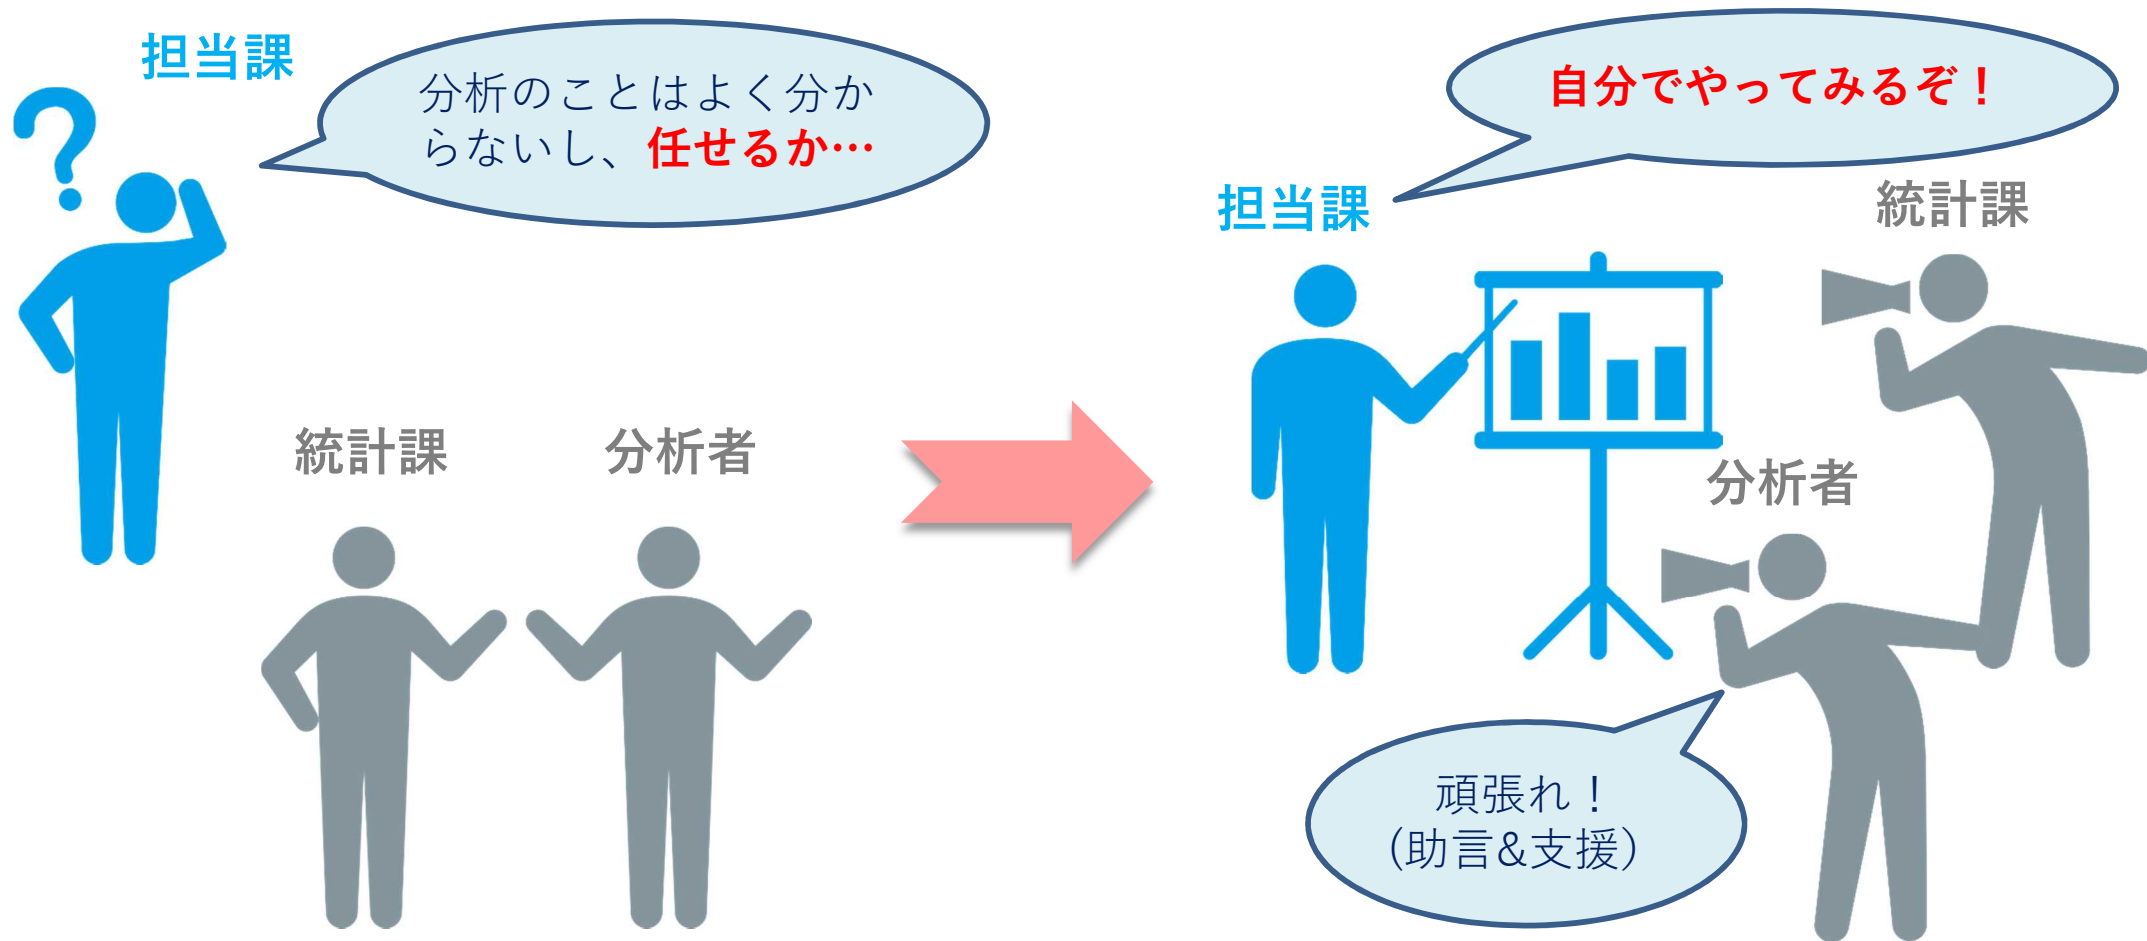 担当課
分析のことはよく分か
らないし、任せるか…
統計課
分析者
自分でやってみるぞ！
担当課
統計課
分析者
頑張れ！
（助言&支援）